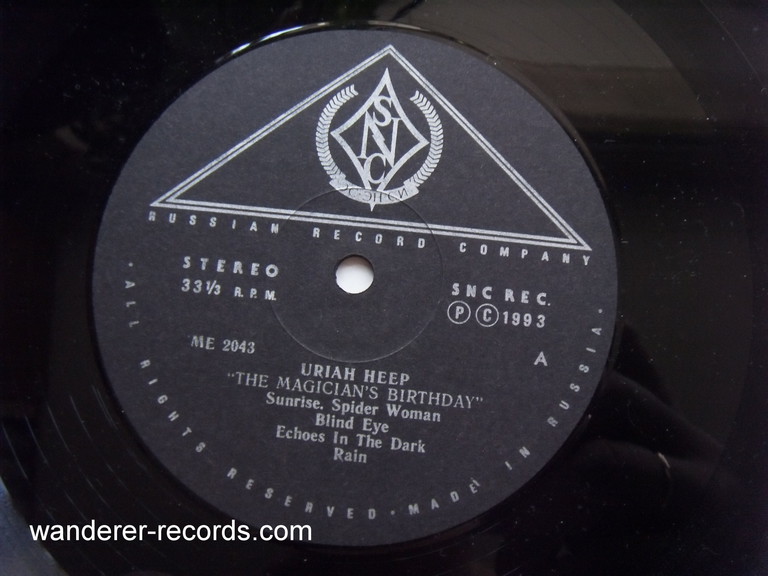 SNC
RUSSIAN RECORD COMPANY
STEREO
33⅓ R.P.M.
SNC REC.
Ⓟ Ⓒ 1993
ME 2043
A
URIAH HEEP
"THE MAGICIAN'S BIRTHDAY"
Sunrise, Spider Woman
Blind Eye
Echoes In The Dark
Rain
• ALL RIGHTS RESERVED • MADE IN RUSSIA •
wanderer-records.com